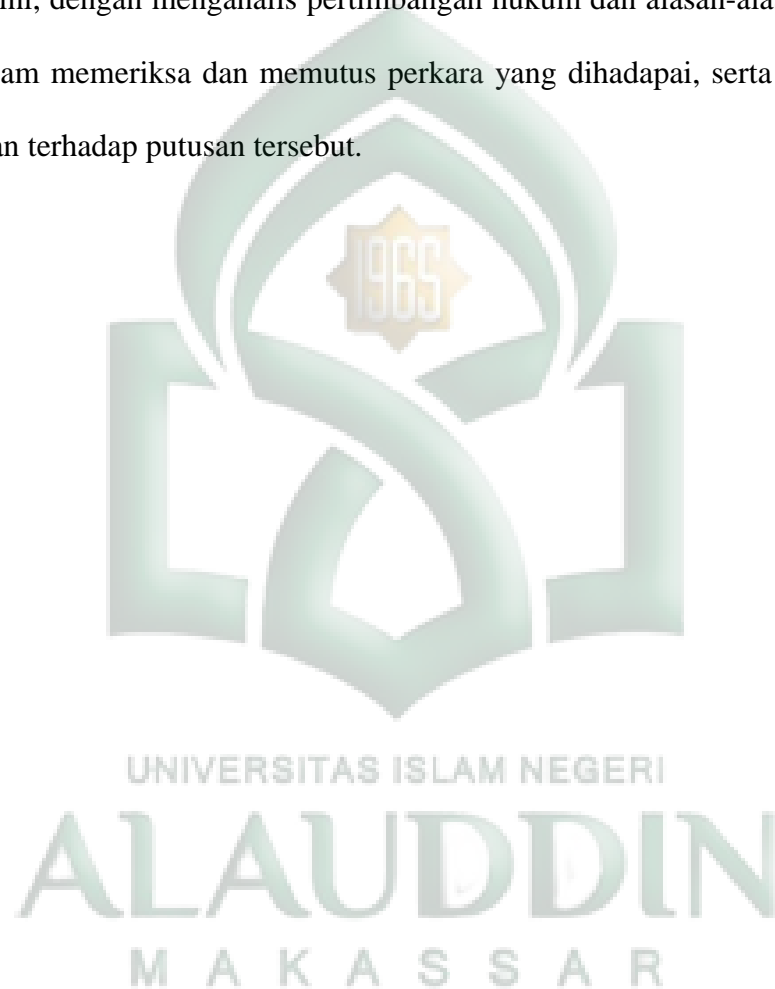 ini, dengan menganalis pertimbangan hukum dan alasan-ala
am memeriksa dan memutus perkara yang dihadapai, serta
an terhadap putusan tersebut.
1965
UNIVERSITAS ISLAM NEGERI
ALAUDDIN
MAKASSAR